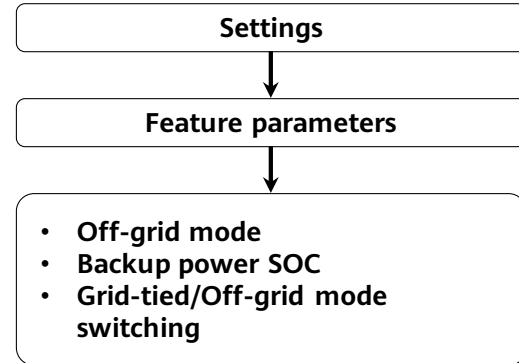 Settings
Feature parameters
• Off-grid mode
• Backup power SOC
• Grid-tied/Off-grid mode
switching